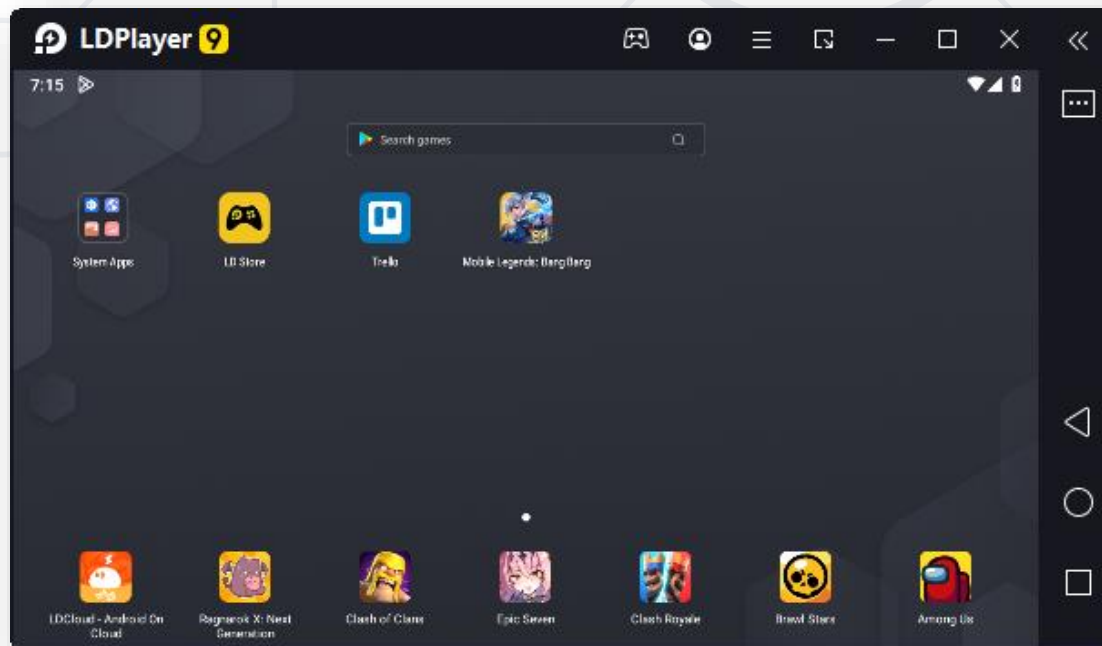 LDPlayer 9
7:15
Search games
System Apps
LD Store
Trello
Mobile Legends: Bang Bang
LDCloud - Android On
Cloud
Ragnarok X: Next
Generation
Clash of Clans
Epic Seven
Clash Royale
Brawl Stars
Among Us